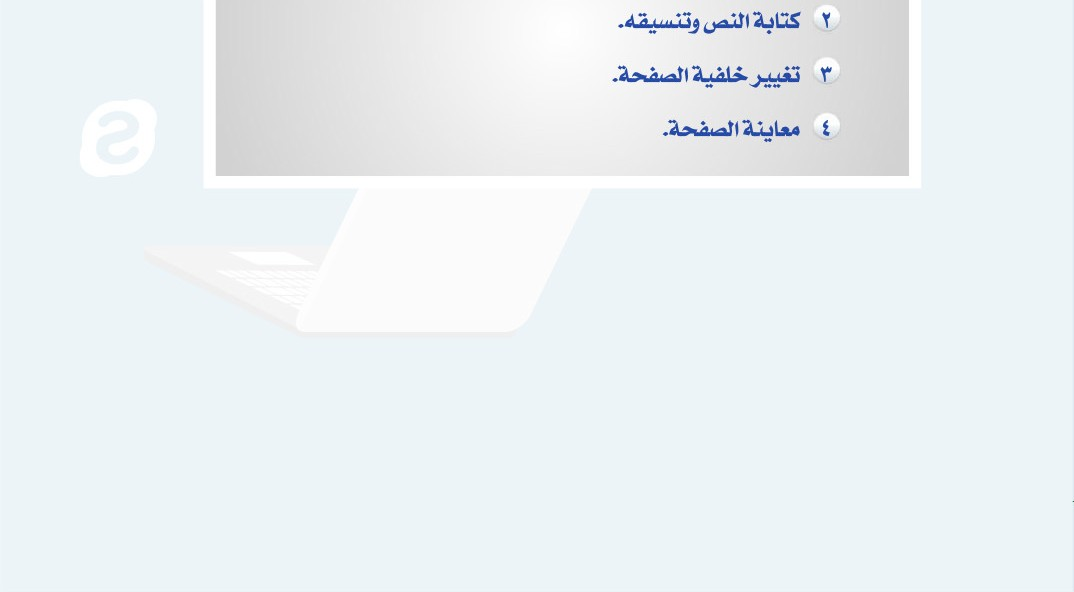 ٢ كتابة النص وتنسيقه.
٣ تغيير خلفية الصفحة.
٤ معاينة الصفحة.